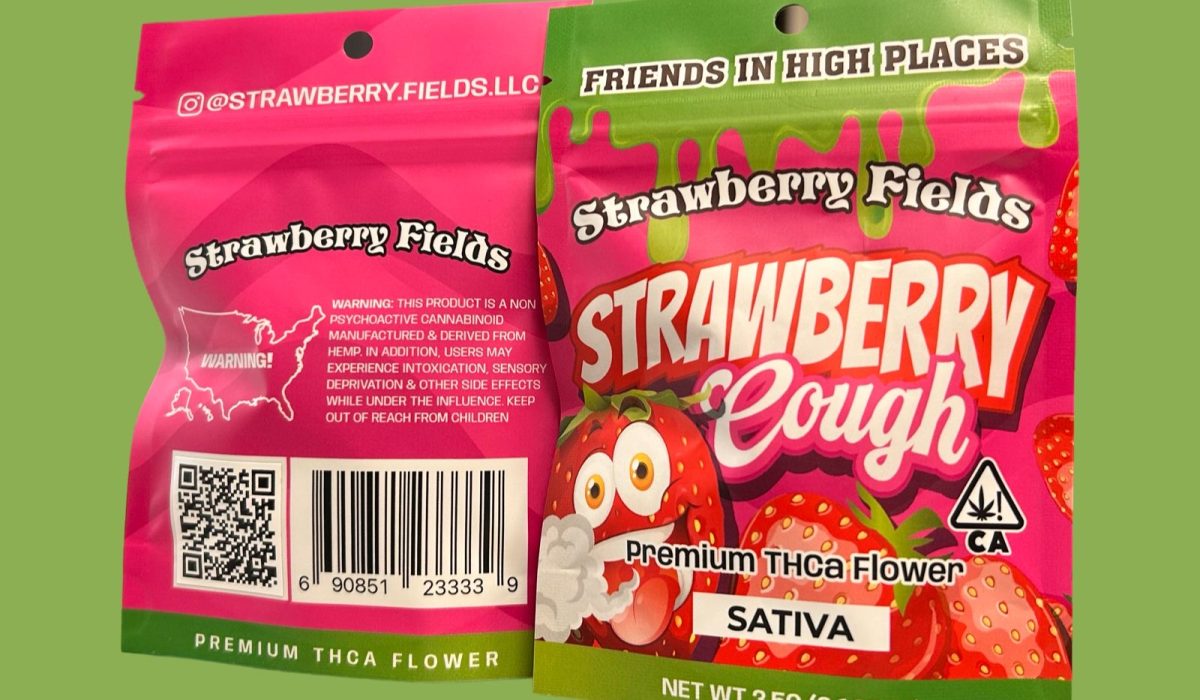 @STRAWBERRY.FIELDS.LLC
Strawberry Fields
WARNING!
WARNING: THIS PRODUCT IS A NON
PSYCHOACTIVE CANNABINOID
MANUFACTURED & DERIVED FROM
HEMP. IN ADDITION, USERS MAY
EXPERIENCE INTOXICATION, SENSORY
DEPRIVATION & OTHER SIDE EFFECTS
WHILE UNDER THE INFLUENCE. KEEP
OUT OF REACH FROM CHILDREN
6 90851 23333 9
PREMIUM THCA FLOWER
FRIENDS IN HIGH PLACES
Strawberry Fields
STRAWBERRY
Cough
!
CA
Premium THCa Flower
SATIVA
NET WT